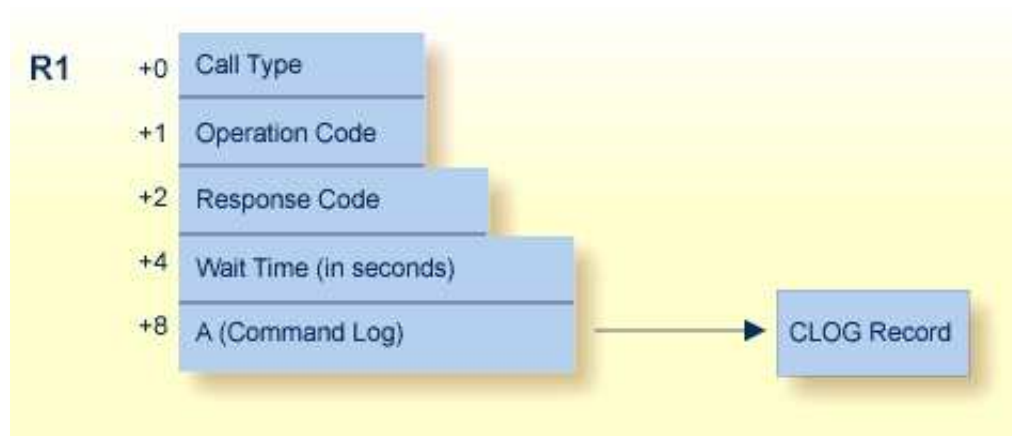 R1
+0 Call Type
+1 Operation Code
+2 Response Code
+4 Wait Time (in seconds)
+8 A (Command Log)
CLOG Record